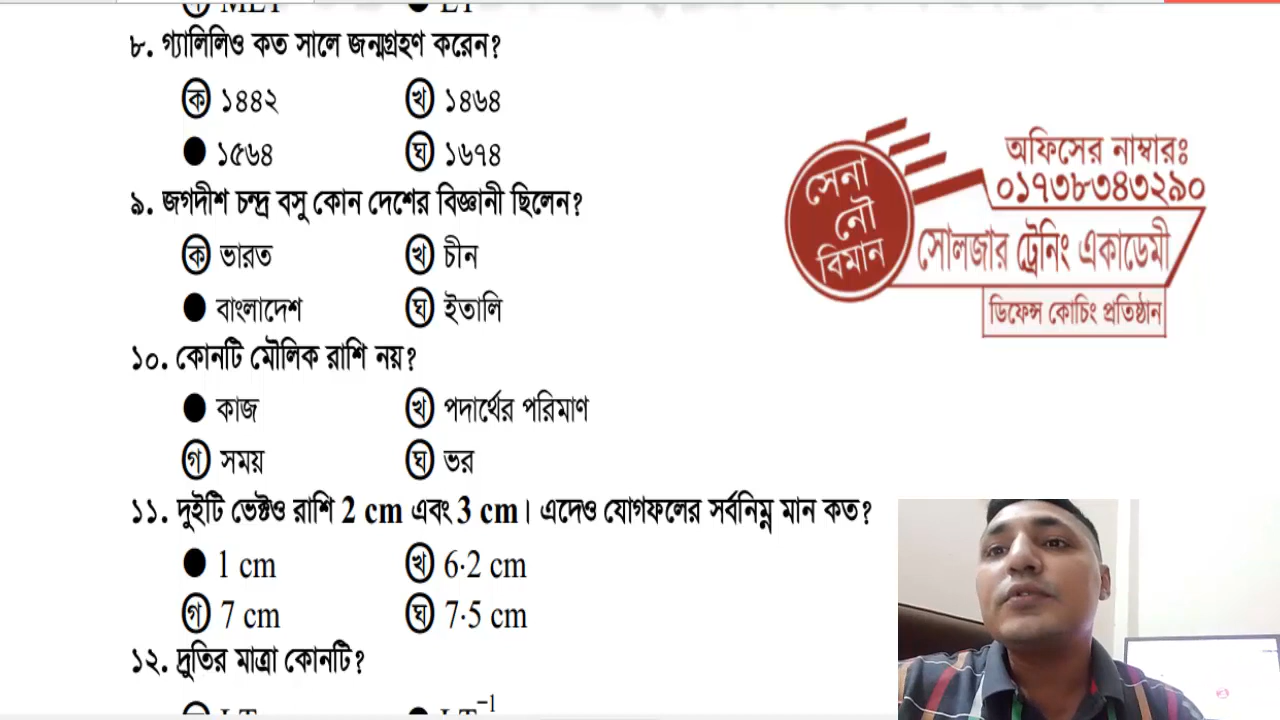 ৮. গ্যালিলিও কত সালে জন্মগ্রহণ করেন?
ক ১৪৪২ খ ১৪৬৪
● ১৫৬৪ ঘ ১৬৭৪
৯. জগদীশ চন্দ্র বসু কোন দেশের বিজ্ঞানী ছিলেন?
ক ভারত খ চীন
● বাংলাদেশ ঘ ইতালি
১০. কোনটি মৌলিক রাশি নয়?
● কাজ খ পদার্থের পরিমাণ
গ সময় ঘ ভর
১১. দুইটি ভেক্টও রাশি 2 cm এবং 3 cm। এদেও যোগফলের সর্বনিম্ন মান কত?
● 1 cm খ 6·2 cm
গ 7 cm ঘ 7·5 cm
১২. দ্রুতির মাত্রা কোনটি?
সেনা
নৌ
বিমান
অফিসের নাম্বারঃ
০১৭৩৮৩৪৩২৯০
সোলজার ট্রেনিং একাডেমী
ডিফেন্স কোচিং প্রতিষ্ঠান